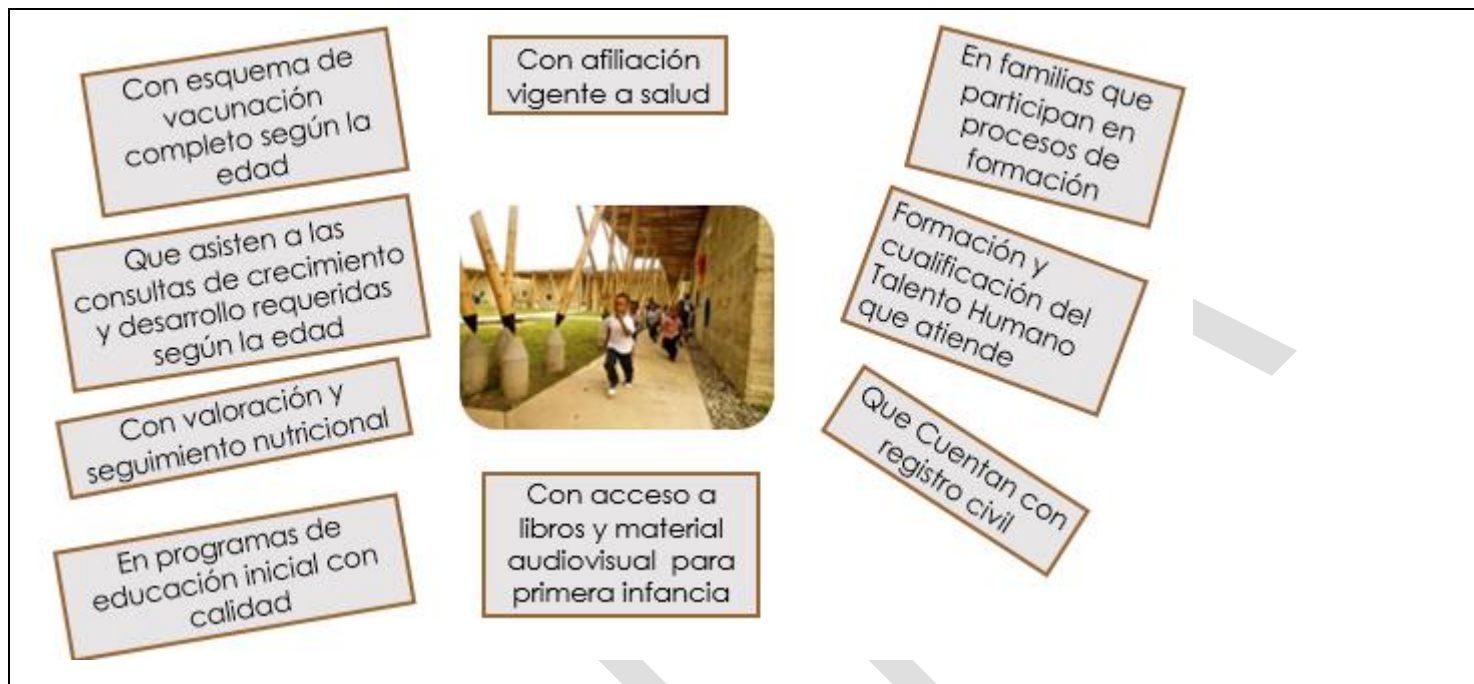 Con esquema de
vacunación
completo según la
edad
Que asisten a las
consultas de crecimiento
y desarrollo requeridas
según la edad
Con valoración y
seguimiento nutricional
En programas de
educación inicial con
calidad
Con afiliación
vigente a salud
Con acceso a
libros y material
audiovisual para
primera infancia
En familias que
participan en
procesos de
formación
Formación y
cualificación del
Talento Humano
que atiende
Que Cuentan con
registro civil